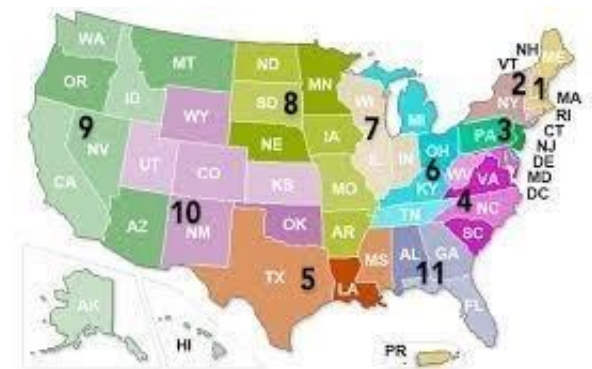 WA
MT
ND
MN
OR
ID
SD
8
WI
MI
VT
NH
ME
2
1
NY
MA
RI
CT
NJ
DE
MD
DC
WY
NE
IA
7
IL
IN
OH
6
PA
3
9
NV
UT
CO
KS
MO
KY
WV
VA
4
CA
AZ
10
NM
OK
AR
TN
NC
SC
TX
5
LA
MS
AL
GA
11
FL
AK
HI
PR